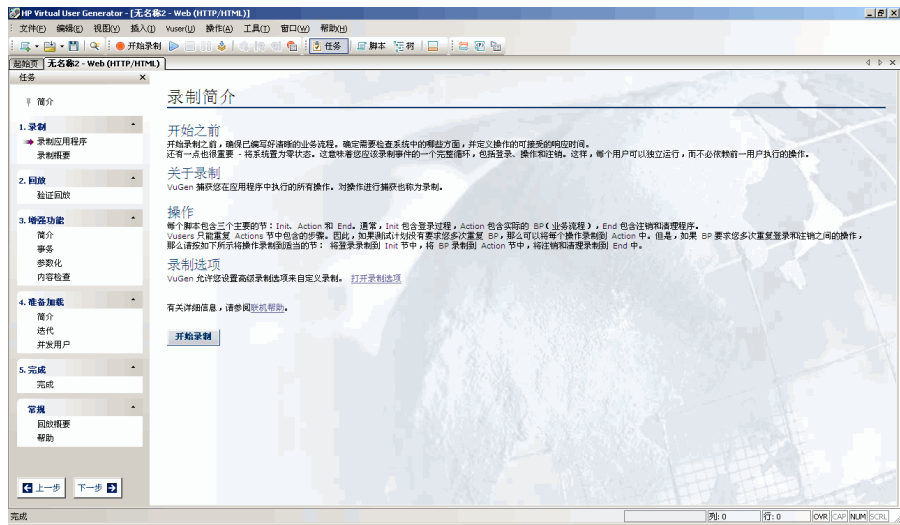 HP Virtual User Generator - [无名称2 - Web (HTTP/HTML)]
文件(F) 编辑(E) 视图(V) 插入(I) Vuser(U) 操作(A) 工具(T) 窗口(W) 帮助(H)
开始录制 任务 脚本 树
起始页 无名称2 - Web (HTTP/HTML)
任务
简介
1. 录制
录制应用程序
录制概要
2. 回放
验证回放
3. 增强功能
简介
事务
参数化
内容检查
4. 准备加载
简介
迭代
并发用户
5. 完成
完成
常规
回放概要
帮助
上一步 下一步
录制简介
开始之前
开始录制之前，确保已编写好清晰的业务流程。确定需要检查系统中的哪些方面，并定义操作的可接受的响应时间。
还有一点也很重要 - 将系统置为零状态。这意味着您应该录制事件的一个完整循环，包括登录、操作和注销。这样，每个用户可以独立运行，而不必依赖前一用户执行的操作。
关于录制
VuGen 捕获您在应用程序中执行的所有操作。对操作进行捕获也称为录制。
操作
每个脚本包含三个主要的节：Init、Action 和 End。通常，Init 包含登录过程，Action 包含实际的 BP(业务流程)，End 包含注销和清理程序。
Vusers 只能重复 Actions 节中包含的步骤。因此，如果测试计划没有要求您多次重复 BP，那么可以将每个操作录制到 Action 中。但是，如果 BP 要求您多次重复登录和注销之间的操作，
那么请按如下所示将操作录制到适当的节： 将登录录制到 Init 节中，将 BP 录制到 Action 节中，将注销和清理录制到 End 中。
录制选项
VuGen 允许您设置高级录制选项来自定义录制。 打开录制选项
有关详细信息，请参阅联机帮助。
开始录制
完成 列: 0 行: 0 OVR CAP NUM SCRL